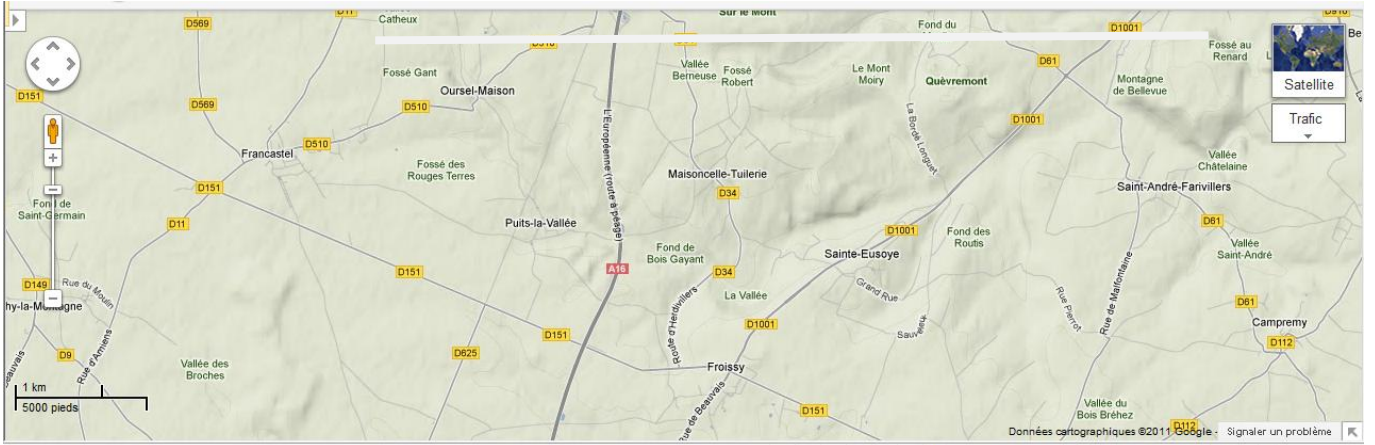 Catheux
Sur le Mont
D11
D569
Fond du
D1001
D910
D510
Fossé au
Renard
Be
Fossé Gant
Vallée
Berneuse
Fossé
Robert
Le Mont
Moiry
Quèvremont
D61
Montagne
de Bellevue
Satellite
Oursel-Maison
D151
D569
D510
La Borde Longuet
D1001
Trafic
Francastel
D510
Fossé des
Rouges Terres
L'Européenne (route à péage)
Maisoncelle-Tuilerie
D34
Vallée
Châtelaine
Saint-André-Farivillers
D151
Fond de
Saint-Germain
D11
Puits-la-Vallée
Fond de
Bois Gayant
D1001
Sainte-Eusoye
Fond des
Routis
D61
Vallée
Saint-André
A16
D151
D34
La Vallée
Grand Rue
D149
Rue du Moulin
hy-la-Montagne
Rue Pierrot
Rue de Malfontaine
D61
Campremy
D112
Route d'Herdivillers
D1001
D151
D625
D9
Rue d'Amiens
Beauvais
Vallée des
Broches
Froissy
Rue de Beauvais
D151
Vallée du
Bois Bréhez
D112
1 km
5000 pieds
Données cartographiques ©2011 Google - Signaler un problème